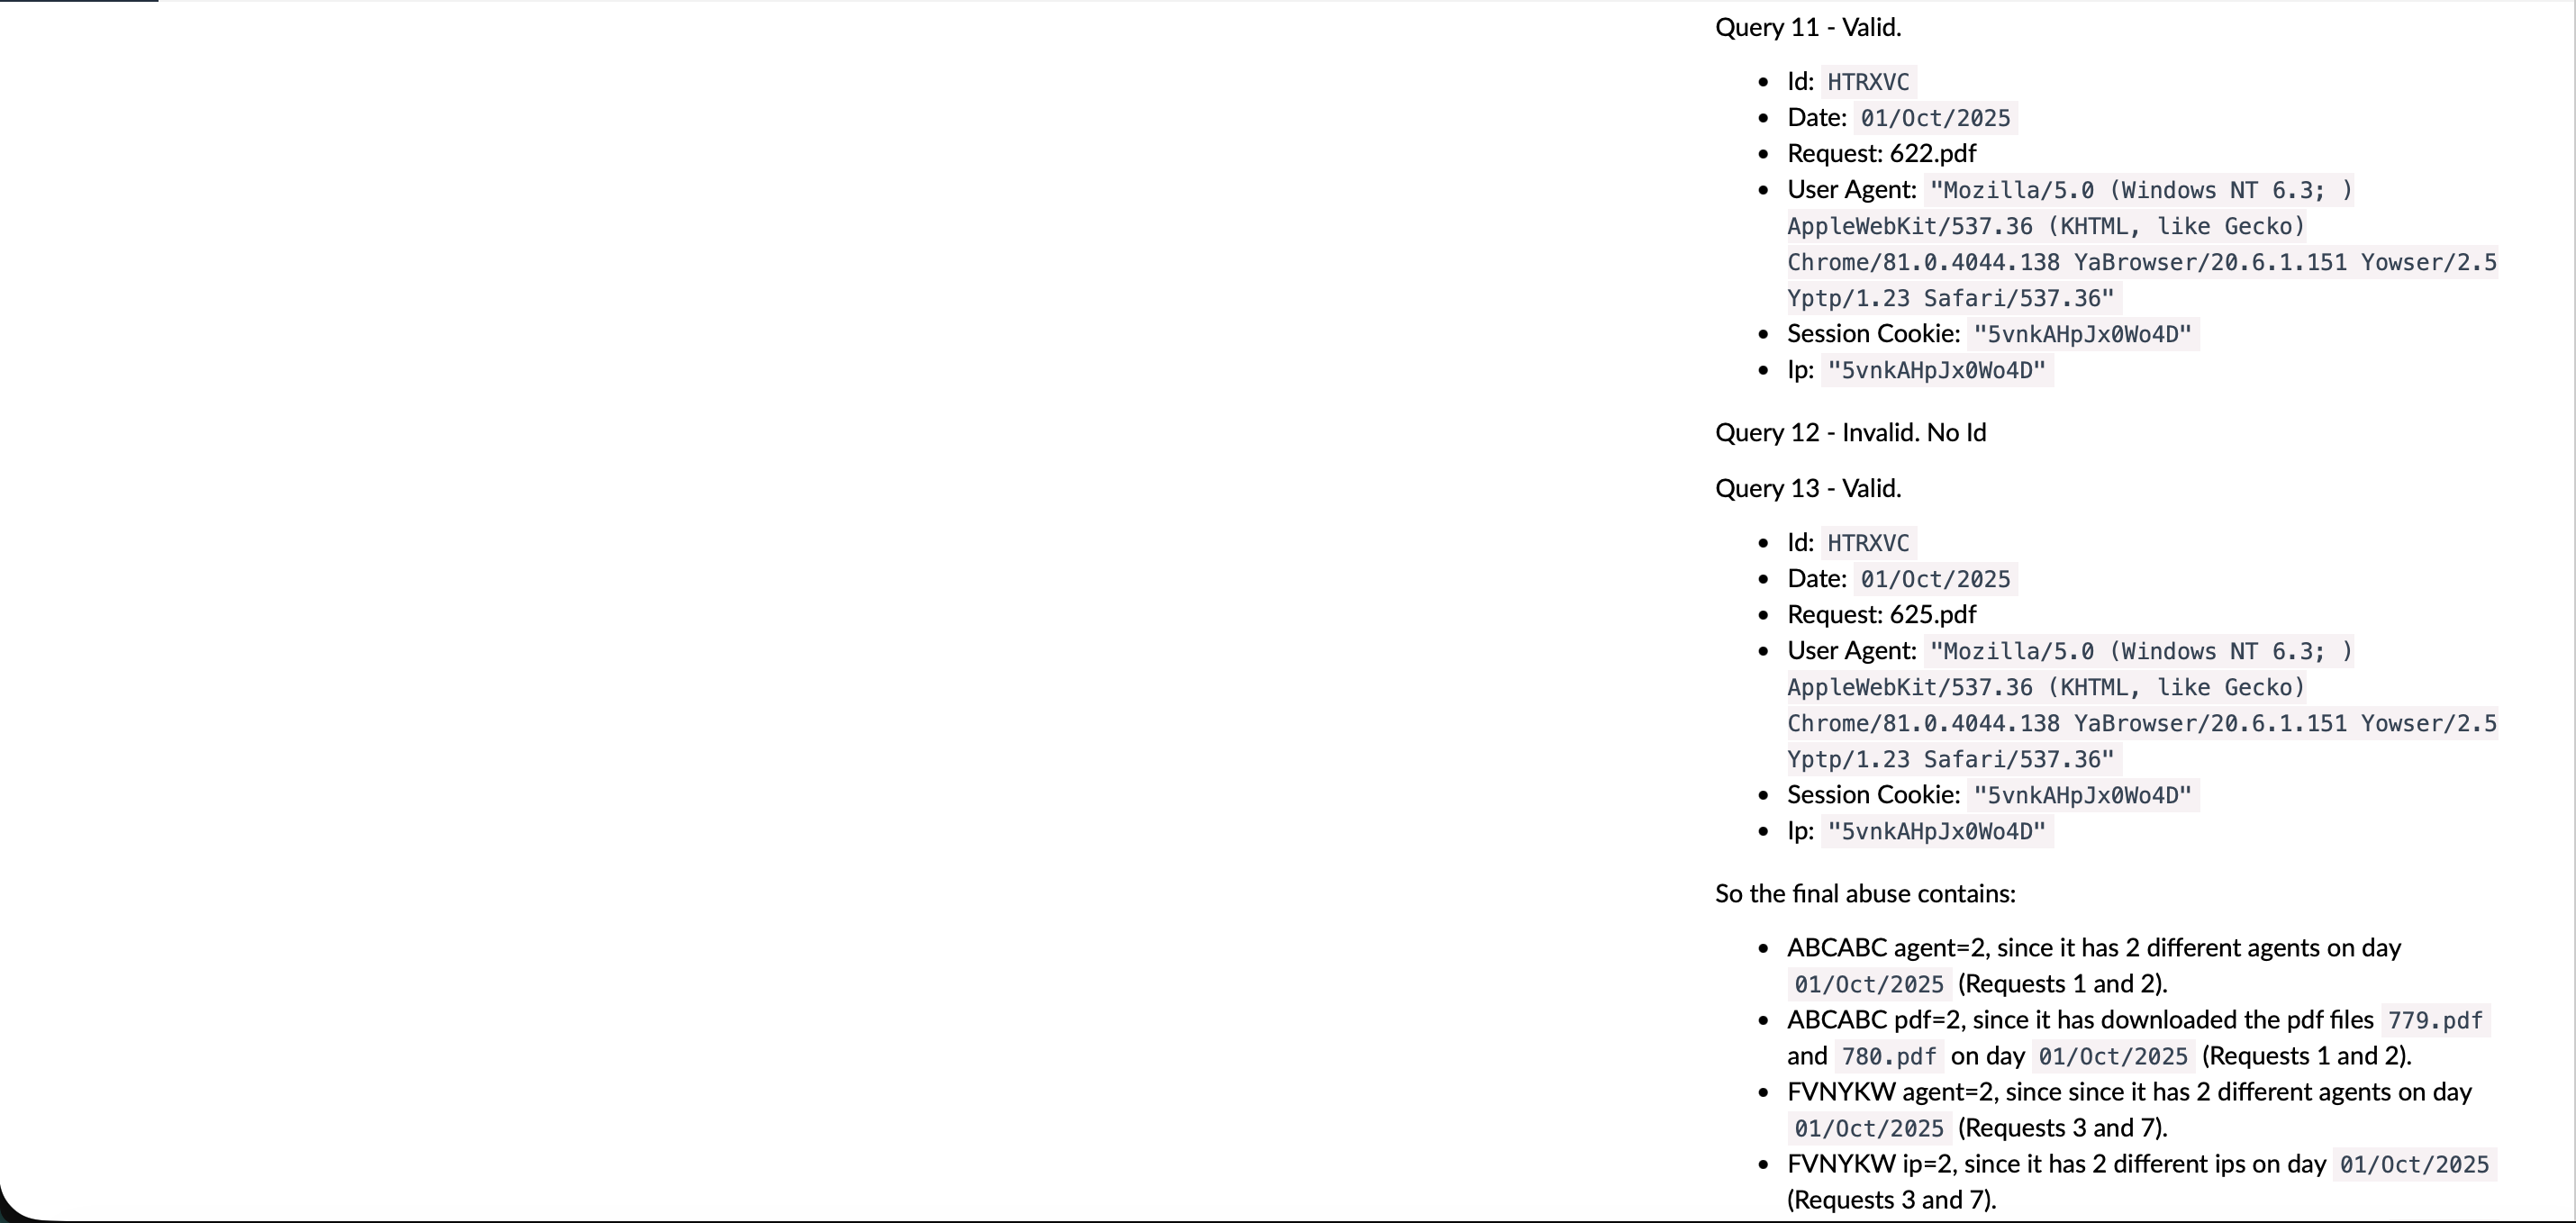 Query 11 - Valid.
Id: HTRXVC
Date: 01/Oct/2025
Request: 622.pdf
User Agent: "Mozilla/5.0 (Windows NT 6.3; )
AppleWebKit/537.36 (KHTML, like Gecko)
Chrome/81.0.4044.138 YaBrowser/20.6.1.151 Yowser/2.5
Yptp/1.23 Safari/537.36"
Session Cookie: "5vnkAHpJx0Wo4D"
Ip: "5vnkAHpJx0Wo4D"
Query 12 - Invalid. No Id
Query 13 - Valid.
Id: HTRXVC
Date: 01/Oct/2025
Request: 625.pdf
User Agent: "Mozilla/5.0 (Windows NT 6.3; )
AppleWebKit/537.36 (KHTML, like Gecko)
Chrome/81.0.4044.138 YaBrowser/20.6.1.151 Yowser/2.5
Yptp/1.23 Safari/537.36"
Session Cookie: "5vnkAHpJx0Wo4D"
Ip: "5vnkAHpJx0Wo4D"
So the final abuse contains:
ABCABC agent=2, since it has 2 different agents on day
01/Oct/2025 (Requests 1 and 2).
ABCABC pdf=2, since it has downloaded the pdf files 779.pdf
and 780.pdf on day 01/Oct/2025 (Requests 1 and 2).
FVNYKW agent=2, since since it has 2 different agents on day
01/Oct/2025 (Requests 3 and 7).
FVNYKW ip=2, since it has 2 different ips on day 01/Oct/2025
(Requests 3 and 7).